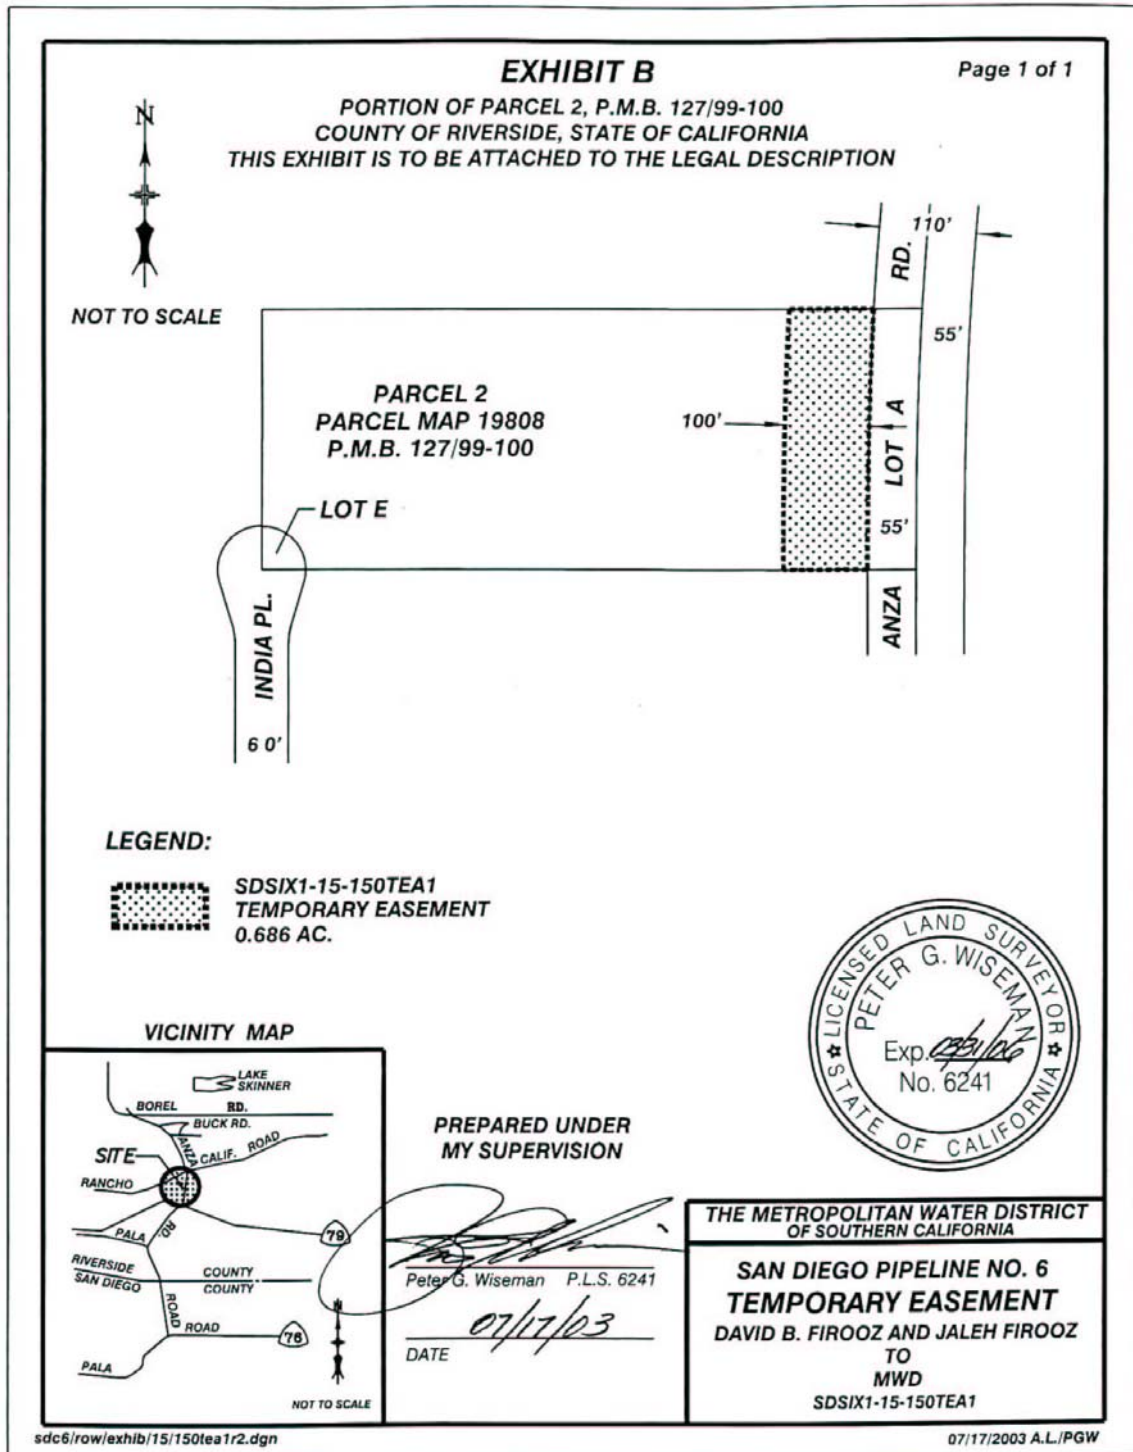 EXHIBIT B
Page 1 of 1
PORTION OF PARCEL 2, P.M.B. 127/99-100
COUNTY OF RIVERSIDE, STATE OF CALIFORNIA
THIS EXHIBIT IS TO BE ATTACHED TO THE LEGAL DESCRIPTION
N
NOT TO SCALE
110'
RD.
55'
PARCEL 2
PARCEL MAP 19808
P.M.B. 127/99-100
100'
LOT A
55'
LOT E
ANZA
INDIA PL.
6 0'
LEGEND:
SDSIX1-15-150TEA1
TEMPORARY EASEMENT
0.686 AC.
LICENSED LAND SURVEYOR
PETER G. WISEMAN
Exp. 03/31/06
No. 6241
STATE OF CALIFORNIA
VICINITY MAP
LAKE
SKINNER
BOREL RD.
BUCK RD.
ANZA
CALIF. ROAD
SITE
RANCHO
RD.
PALA
79
RIVERSIDE COUNTY
SAN DIEGO COUNTY
ROAD
ROAD
76
PALA
N
NOT TO SCALE
PREPARED UNDER
MY SUPERVISION
Peter G. Wiseman P.L.S. 6241
07/17/03
DATE
THE METROPOLITAN WATER DISTRICT
OF SOUTHERN CALIFORNIA
SAN DIEGO PIPELINE NO. 6
TEMPORARY EASEMENT
DAVID B. FIROOZ AND JALEH FIROOZ
TO
MWD
SDSIX1-15-150TEA1
sdc6/row/exhib/15/150tea1r2.dgn
07/17/2003 A.L./PGW